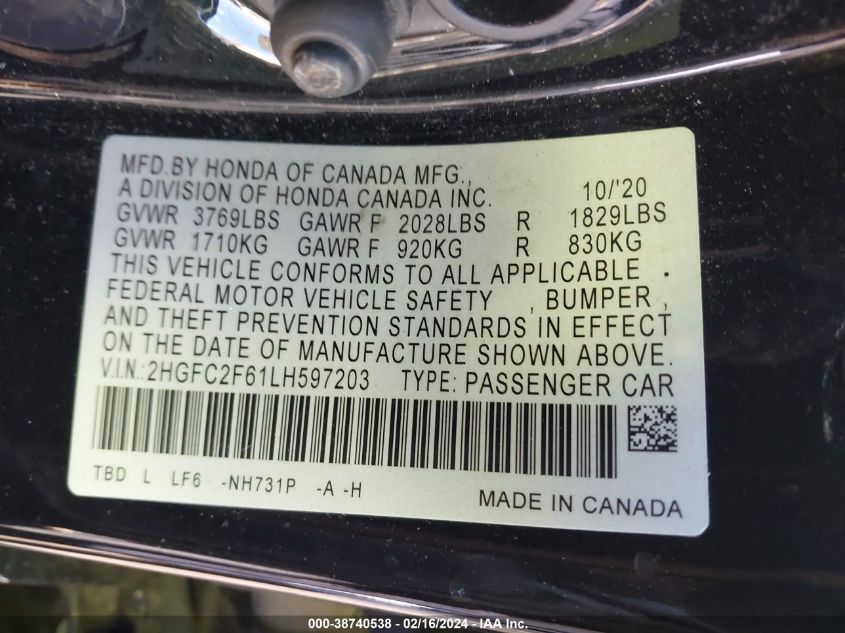 MFD.BY HONDA OF CANADA MFG.,
A DIVISION OF HONDA CANADA INC. 10/'20
GVWR 3769LBS GAWR F 2028LBS R 1829LBS
GVWR 1710KG GAWR F 920KG R 830KG
THIS VEHICLE CONFORMS TO ALL APPLICABLE
FEDERAL MOTOR VEHICLE SAFETY , BUMPER ,
AND THEFT PREVENTION STANDARDS IN EFFECT
ON THE DATE OF MANUFACTURE SHOWN ABOVE.
V.I.N.:2HGFC2F61LH597203 TYPE: PASSENGER CAR
TBD L LF6 -NH731P -A -H MADE IN CANADA
000-38740538 - 02/16/2024 - IAA Inc.